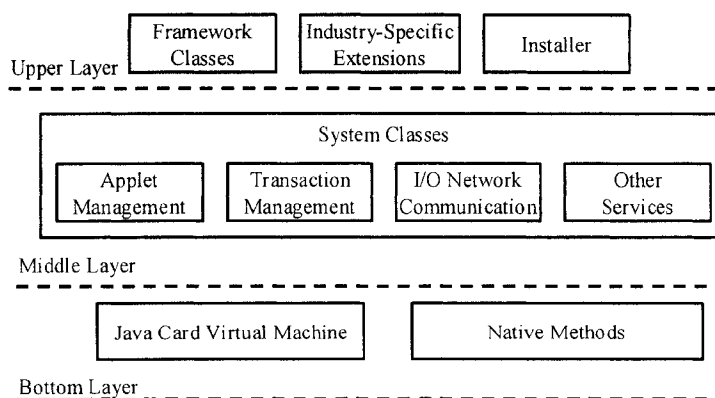 Framework
Classes
Industry-Specific
Extensions
Installer
Upper Layer
System Classes
Applet
Management
Transaction
Management
I/O Network
Communication
Other
Services
Middle Layer
Java Card Virtual Machine
Native Methods
Bottom Layer